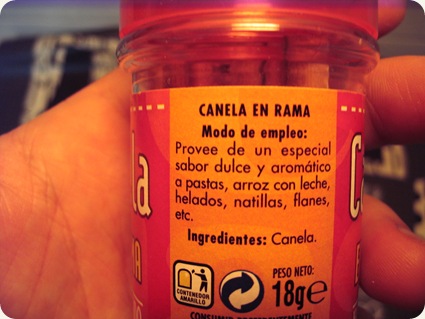 CANELA EN RAMA
Modo de empleo:
Provee de un especial
sabor dulce y aromático
a pastas, arroz con leche,
helados, natillas, flanes,
etc.
Ingredientes: Canela.
CONTENEDOR
AMARILLO
PESO NETO:
18g℮
la
C